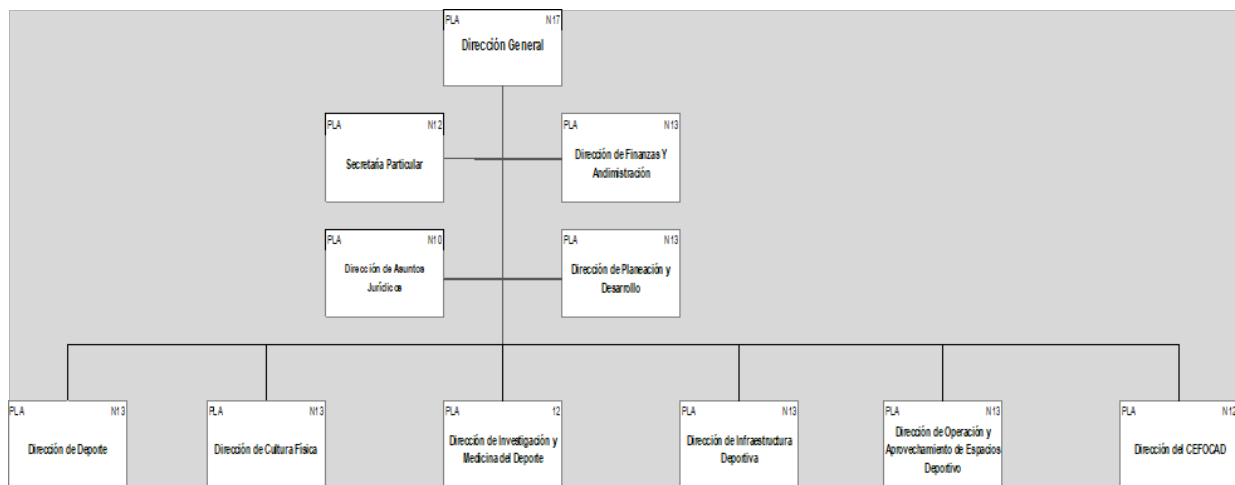 PLA N17
Dirección General
PLA N12
Secretaría Particular
PLA N13
Dirección de Finanzas Y
Andimistración
PLA N10
Dirección de Asuntos
Jurídicos
PLA N13
Dirección de Planeación y
Desarrollo
PLA N13
Dirección de Deporte
PLA N13
Dirección de Cultura Física
PLA 12
Dirección de Investigación y
Medicina del Deporte
PLA N13
Dirección de Infraestructura
Deportiva
PLA N13
Dirección de Operación y
Aprovechamiento de Espacios
Deportivo
PLA N12
Dirección del CEFOCAD